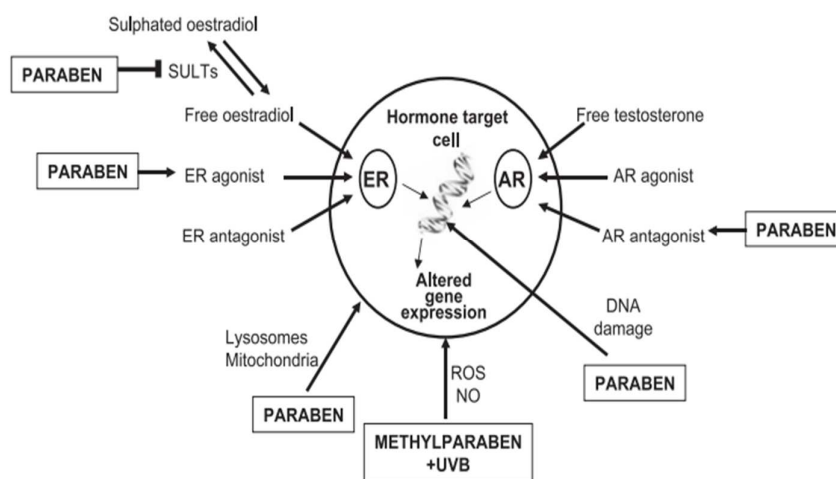 Sulphated oestradiol
PARABEN
SULTs
Free oestradiol
PARABEN
ER agonist
ER antagonist
Hormone target
cell
ER
AR
Altered
gene
expression
Free testosterone
AR agonist
AR antagonist
PARABEN
Lysosomes
Mitochondria
PARABEN
ROS
NO
METHYLPARABEN
+UVB
DNA
damage
PARABEN